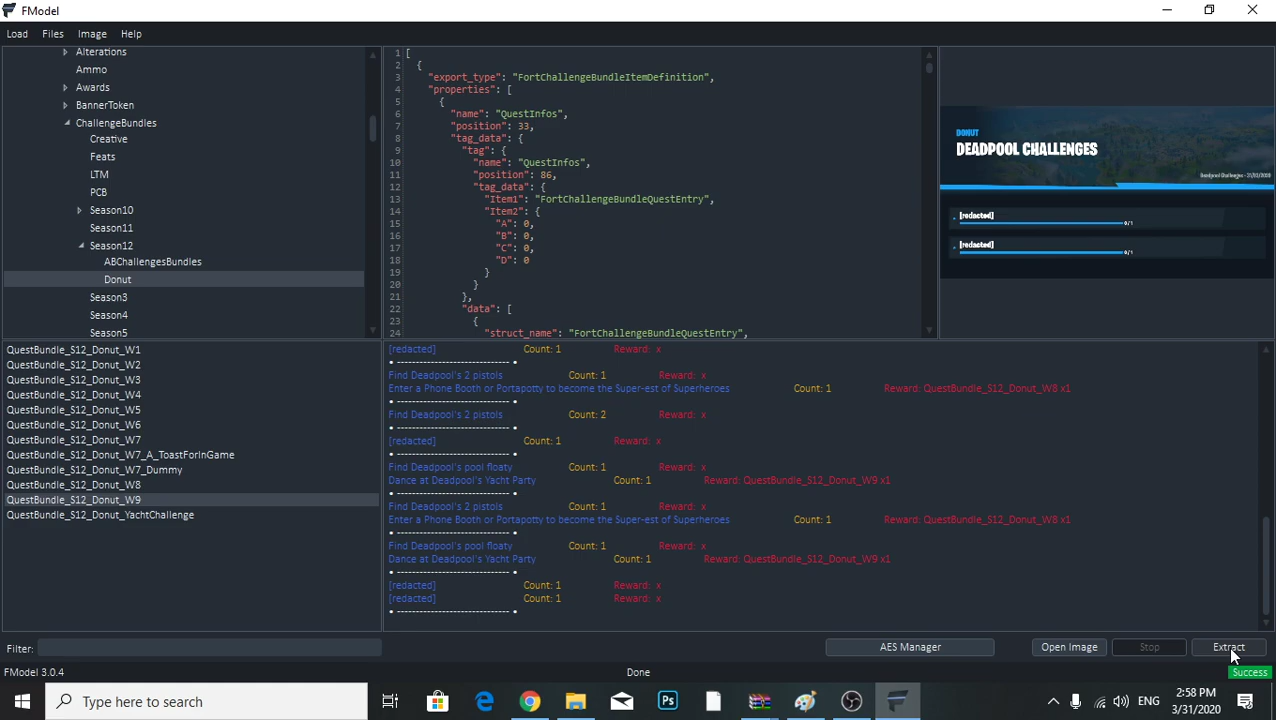 FModel
Load Files Image Help
Alterations
Ammo
Awards
BannerToken
ChallengeBundles
Creative
Feats
LTM
PCB
Season10
Season11
Season12
ABChallengesBundles
Donut
Season3
Season4
Season5
1 [
2 {
3 "export_type": "FortChallengeBundleItemDefinition",
4 "properties": [
5 {
6 "name": "QuestInfos",
7 "position": 33,
8 "tag_data": {
9 "tag": {
10 "name": "QuestInfos",
11 "position": 86,
12 "tag_data": {
13 "Item1": "FortChallengeBundleQuestEntry",
14 "Item2": {
15 "A": 0,
16 "B": 0,
17 "C": 0,
18 "D": 0
19 }
20 }
21 },
22 "data": [
23 {
24 "struct_name": "FortChallengeBundleQuestEntry",
DONUT
DEADPOOL CHALLENGES
Deadpool Challenges - 31/03/2020
[redacted]
0/1
[redacted]
0/1
QuestBundle_S12_Donut_W1
QuestBundle_S12_Donut_W2
QuestBundle_S12_Donut_W3
QuestBundle_S12_Donut_W4
QuestBundle_S12_Donut_W5
QuestBundle_S12_Donut_W6
QuestBundle_S12_Donut_W7
QuestBundle_S12_Donut_W7_A_ToastForInGame
QuestBundle_S12_Donut_W7_Dummy
QuestBundle_S12_Donut_W8
QuestBundle_S12_Donut_W9
QuestBundle_S12_Donut_YachtChallenge
[redacted] Count: 1 Reward: x
• ----------------------------- •
Find Deadpool's 2 pistols Count: 1 Reward: x
Enter a Phone Booth or Portapotty to become the Super-est of Superheroes Count: 1 Reward: QuestBundle_S12_Donut_W8 x1
• ----------------------------- •
Find Deadpool's 2 pistols Count: 2 Reward: x
• ----------------------------- •
[redacted] Count: 1 Reward: x
• ----------------------------- •
Find Deadpool's pool floaty Count: 1 Reward: x
Dance at Deadpool's Yacht Party Count: 1 Reward: QuestBundle_S12_Donut_W9 x1
• ----------------------------- •
Find Deadpool's 2 pistols Count: 1 Reward: x
Enter a Phone Booth or Portapotty to become the Super-est of Superheroes Count: 1 Reward: QuestBundle_S12_Donut_W8 x1
• ----------------------------- •
Find Deadpool's pool floaty Count: 1 Reward: x
Dance at Deadpool's Yacht Party Count: 1 Reward: QuestBundle_S12_Donut_W9 x1
• ----------------------------- •
[redacted] Count: 1 Reward: x
[redacted] Count: 1 Reward: x
• ----------------------------- •
Filter:
AES Manager Open Image Stop Extract
FModel 3.0.4 Done Success
Type here to search
Ps
ENG
2:58 PM
3/31/2020